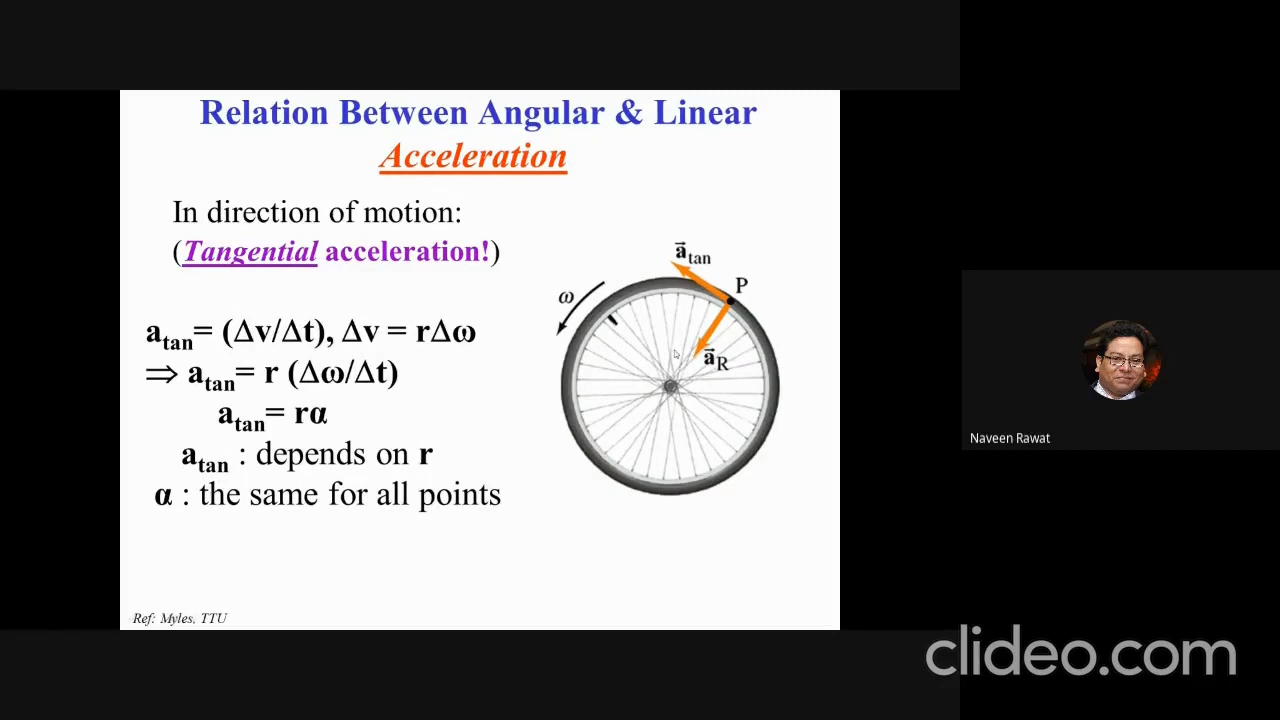 Relation Between Angular & Linear
Acceleration
In direction of motion:
(Tangential acceleration!)
a⃗tan
P
ω
atan= (Δv/Δt), Δv = rΔω
a⃗R
⇒ atan= r (Δω/Δt)
atan= rα
atan : depends on r
α : the same for all points
Naveen Rawat
Ref: Myles, TTU
clideo.com